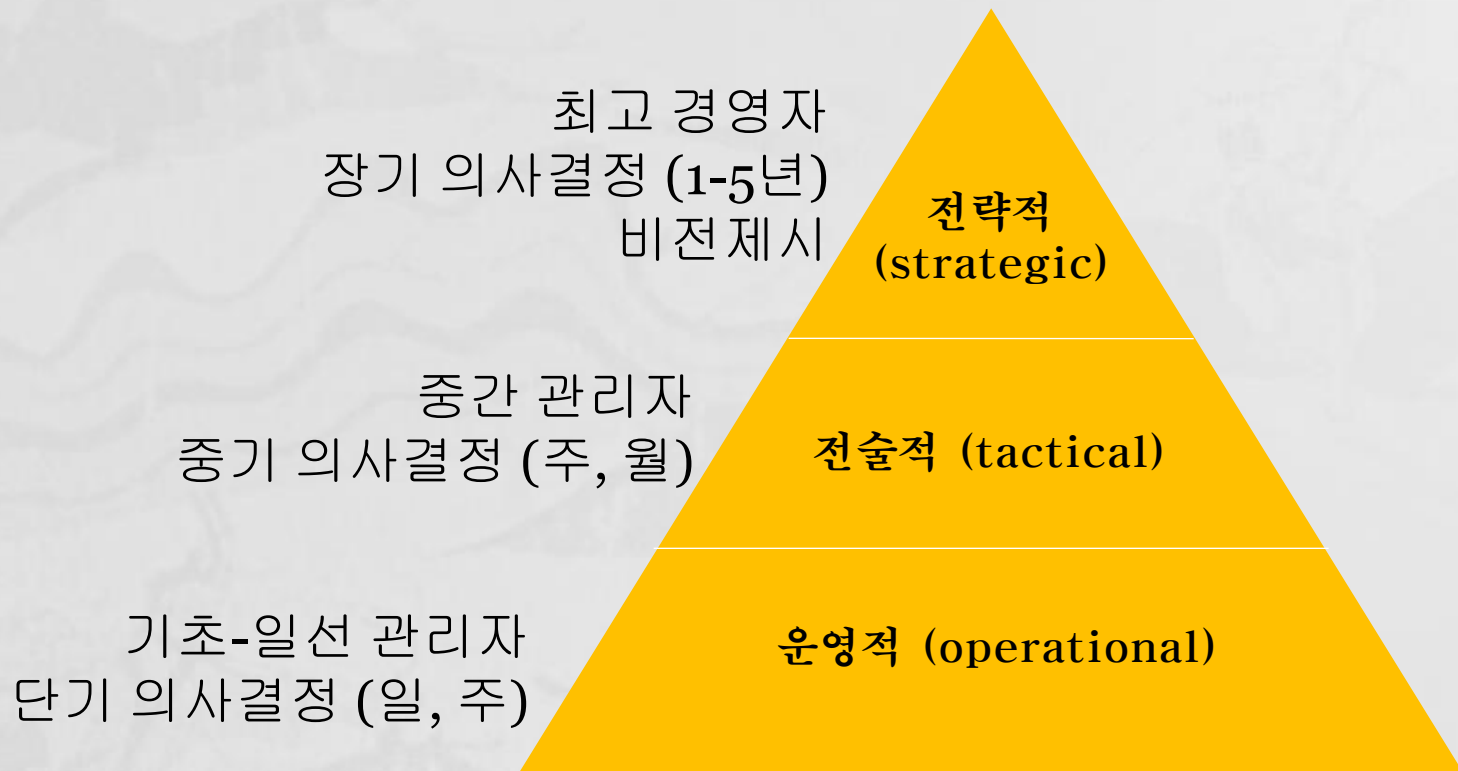 최고 경영자
장기 의사결정 (1-5년)
비전제시
전략적
(strategic)
중간 관리자
중기 의사결정 (주, 월)
전술적 (tactical)
기초-일선 관리자
단기 의사결정 (일, 주)
운영적 (operational)